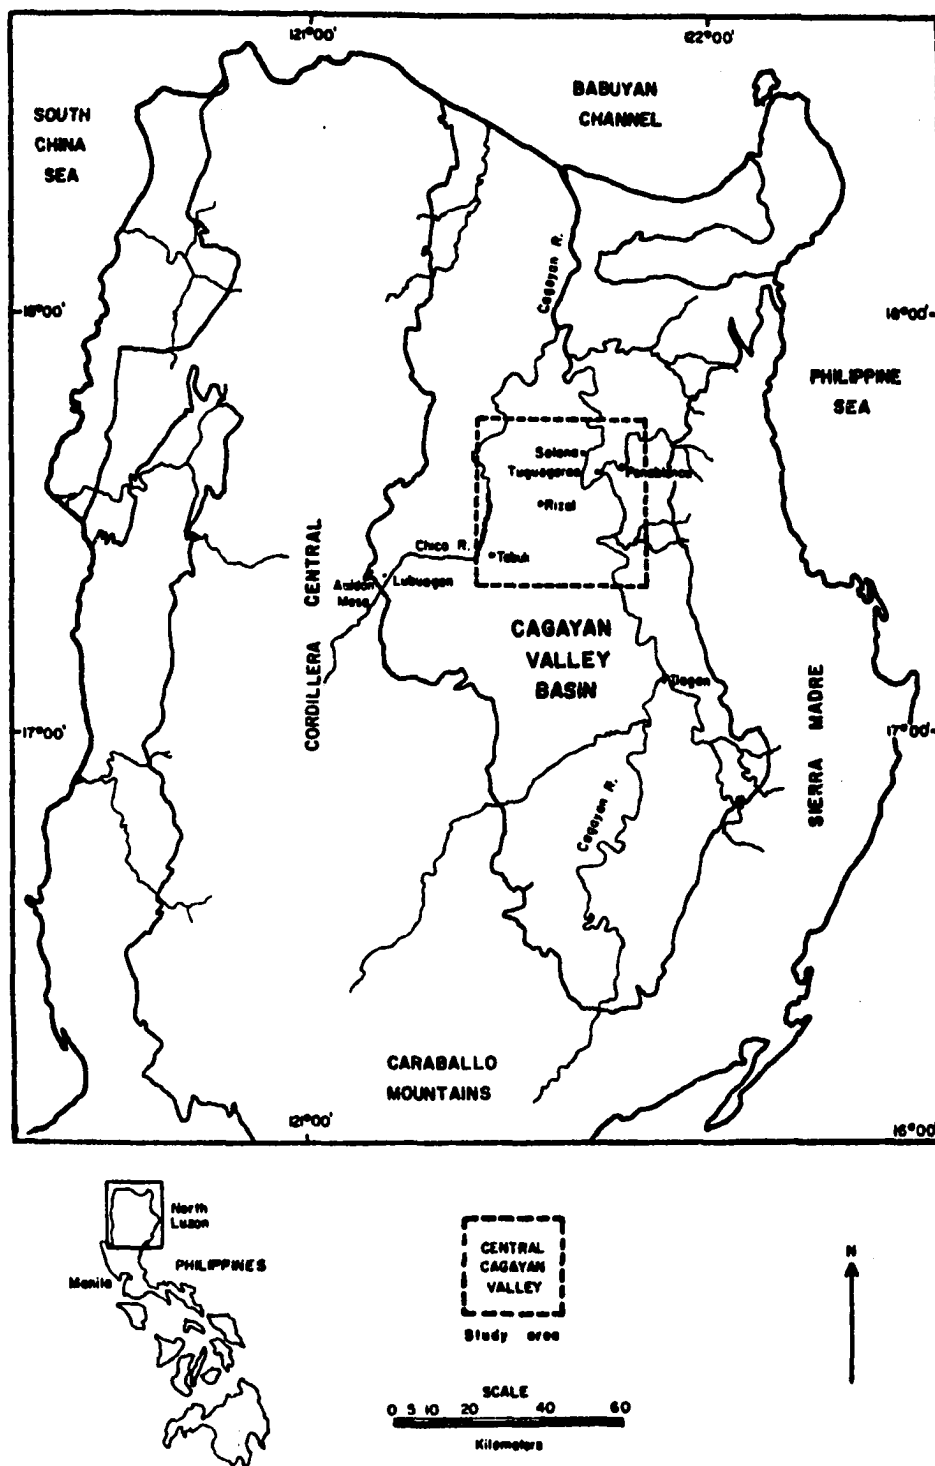 121°00'
122°00'
SOUTH
CHINA
SEA
BABUYAN
CHANNEL
Cagayan R.
18°00'
18°00'
PHILIPPINE
SEA
Solana
Tuguegarao
Penablanca
Rizal
Chico R.
Tabuk
Lubuagan
Mesa
CORDILLERA CENTRAL
CAGAYAN
VALLEY
BASIN
Ilagan
17°00'
17°00'
SIERRA MADRE
Cagayan R.
CARABALLO
MOUNTAINS
121°00'
16°00'
North
Luzon
PHILIPPINES
Manila
CENTRAL
CAGAYAN
VALLEY
Study area
N
SCALE
0 5 10 20 40 60
Kilometers